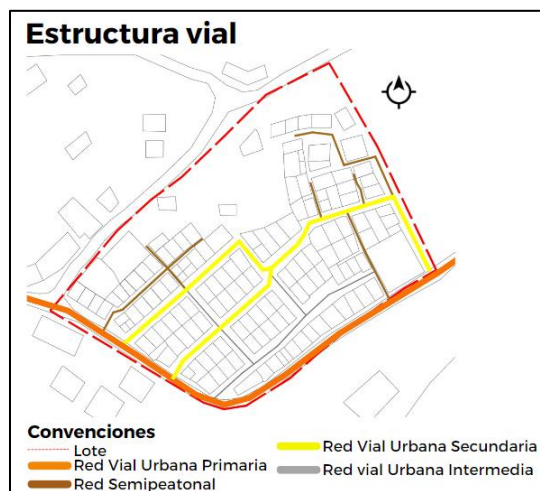 Estructura vial
Convenciones
Lote
Red Vial Urbana Primaria
Red Semipeatonal
Red Vial Urbana Secundaria
Red vial Urbana Intermedia